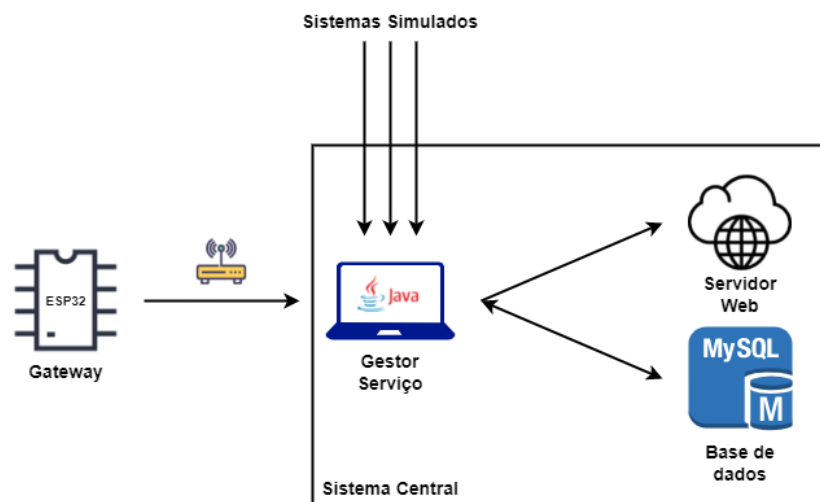 Sistemas Simulados
ESP32
Gateway
Java
Gestor
Serviço
Servidor
Web
MySQL
M
Base de
dados
Sistema Central